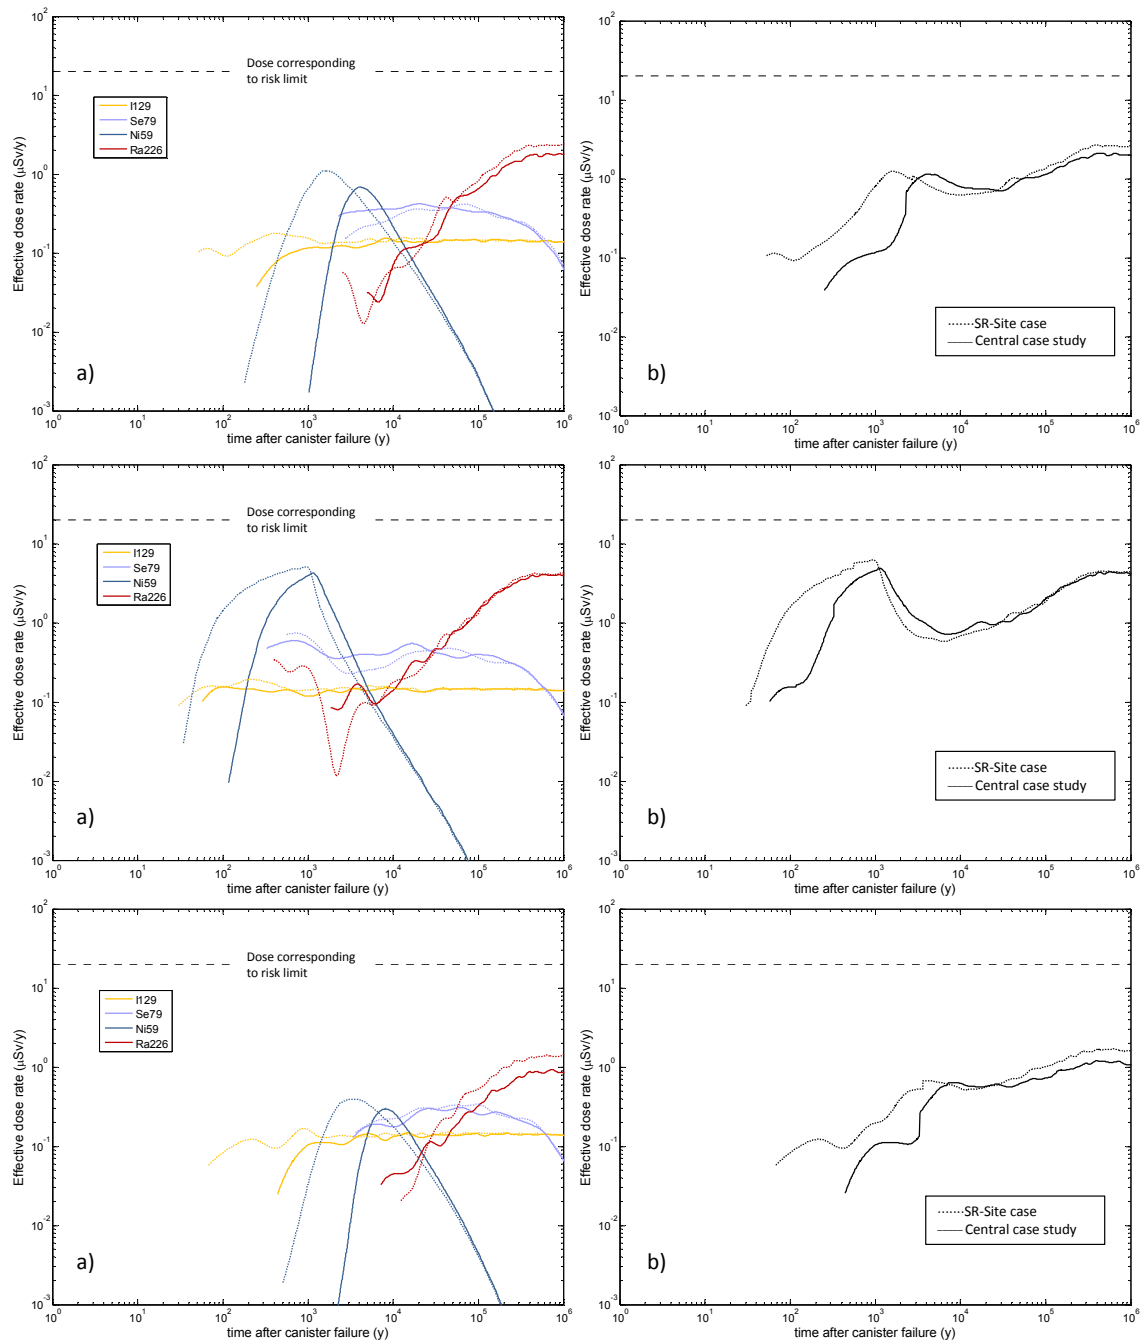 10²
Dose corresponding
to risk limit
10¹
I129
Se79
Ni59
Ra226
10⁰
10⁻¹
10⁻²
10⁻³
Effective dose rate (µSv/y)
a)
10⁰ 10¹ 10² 10³ 10⁴ 10⁵ 10⁶
time after canister failure (y)
10²
10¹
10⁰
10⁻¹
10⁻²
10⁻³
Effective dose rate (µSv/y)
SR-Site case
Central case study
b)
10⁰ 10¹ 10² 10³ 10⁴ 10⁵ 10⁶
time after canister failure (y)
10²
Dose corresponding
to risk limit
10¹
I129
Se79
Ni59
Ra226
10⁰
10⁻¹
10⁻²
10⁻³
Effective dose rate (µSv/y)
a)
10⁰ 10¹ 10² 10³ 10⁴ 10⁵ 10⁶
time after canister failure (y)
10²
10¹
10⁰
10⁻¹
10⁻²
10⁻³
Effective dose rate (µSv/y)
SR-Site case
Central case study
b)
10⁰ 10¹ 10² 10³ 10⁴ 10⁵ 10⁶
time after canister failure (y)
10²
Dose corresponding
to risk limit
10¹
I129
Se79
Ni59
Ra226
10⁰
10⁻¹
10⁻²
10⁻³
Effective dose rate (µSv/y)
a)
10⁰ 10¹ 10² 10³ 10⁴ 10⁵ 10⁶
time after canister failure (y)
10²
10¹
10⁰
10⁻¹
10⁻²
10⁻³
Effective dose rate (µSv/y)
SR-Site case
Central case study
b)
10⁰ 10¹ 10² 10³ 10⁴ 10⁵ 10⁶
time after canister failure (y)